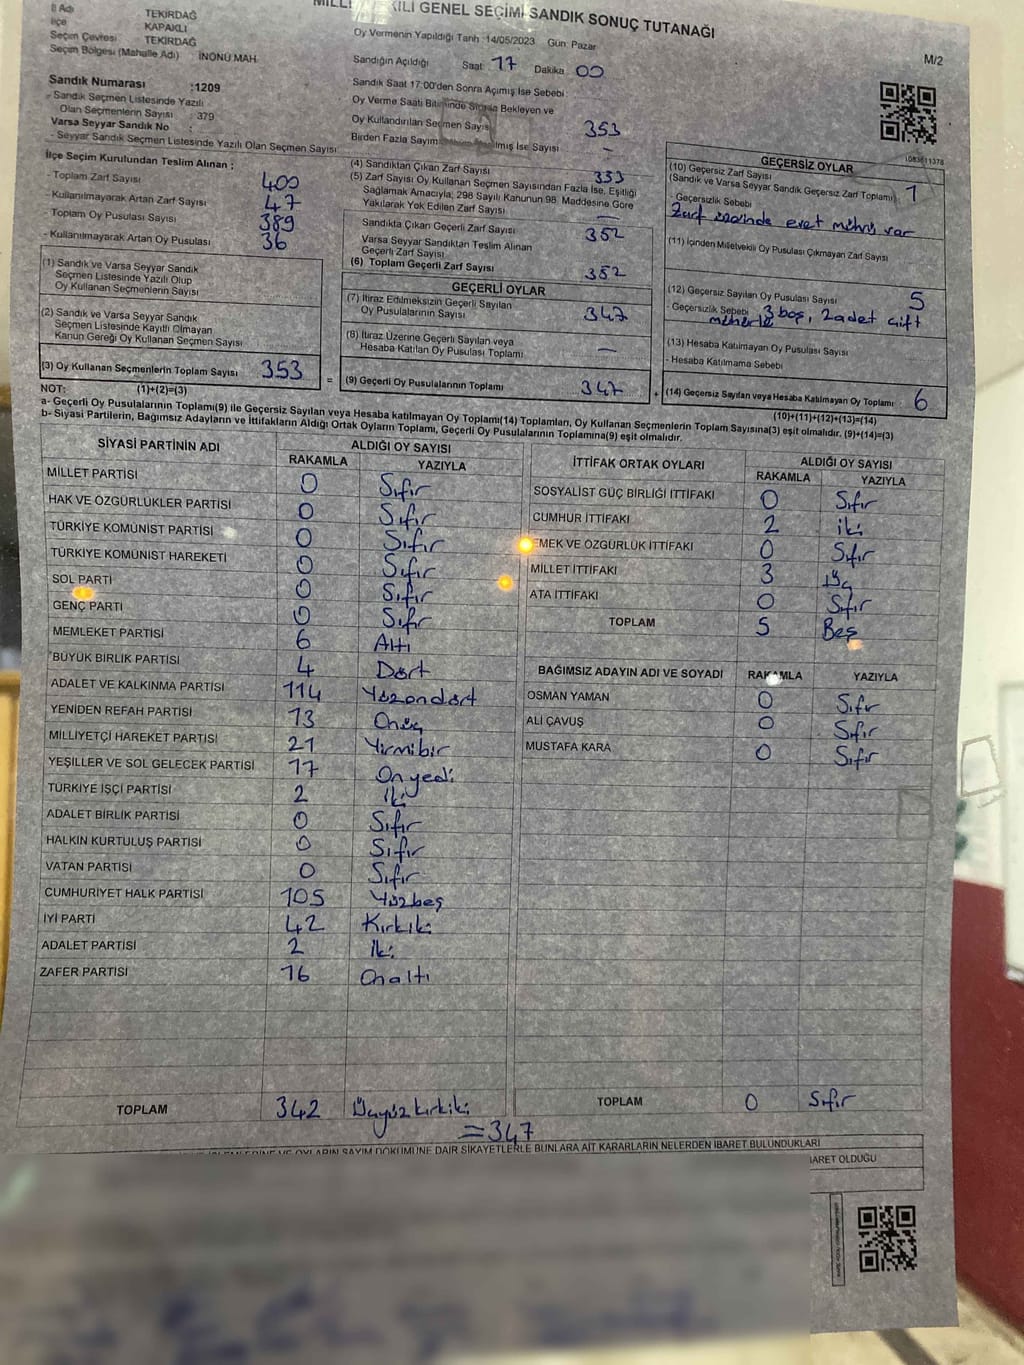 KİLİ GENEL SEÇİMİ SANDIK SONUÇ TUTANAĞI
İl Adı TEKİRDAĞ
İlçe KAPAKLI
Seçim Çevresi TEKİRDAĞ
Seçim Bölgesi (Mahalle Adı) İNÖNÜ MAH.
Oy Vermenin Yapıldığı Tarih :14/05/2023 Gün: Pazar
M/2
Sandığın Açıldığı Saat 17 Dakika 00
Sandık Saat 17:00'den Sonra Açımış İse Sebebi
Oy Verme Saati Bitiminde Sırada Bekleyen ve
Oy Kullandırılan Seçmen Sayısı 353
Birden Fazla İse Sayısı –
Sandık Numarası :1209
- Sandık Seçmen Listesinde Yazılı
Olan Seçmenlerin Sayısı 379
Varsa Seyyar Sandık No :
- Seyyar Sandık Seçmen Listesinde Yazılı Olan Seçmen Sayısı
İlçe Seçim Kurulundan Teslim Alınan :
- Toplam Zarf Sayısı 400
- Kullanılmayarak Artan Zarf Sayısı 47
- Toplam Oy Pusulası Sayısı 389
- Kullanılmayarak Artan Oy Pusulası 36
(1) Sandık ve Varsa Seyyar Sandık
Seçmen Listesinde Yazılı Olup
Oy Kullanan Seçmenlerin Sayısı
(2) Sandık ve Varsa Seyyar Sandık
Seçmen Listesinde Kayıtlı Olmayan
Kanun Gereği Oy Kullanan Seçmen Sayısı
(3) Oy Kullanan Seçmenlerin Toplam Sayısı 353
(4) Sandıktan Çıkan Zarf Sayısı 353
(5) Zarf Sayısı Oy Kullanan Seçmen Sayısından Fazla İse, Eşitliği
Sağlamak Amacıyla; 298 Sayılı Kanunun 98. Maddesine Göre
Yakılarak Yok Edilen Zarf Sayısı –
Sandıkta Çıkan Geçerli Zarf Sayısı 352
Varsa Seyyar Sandıktan Teslim Alınan
Geçerli Zarf Sayısı
(6) Toplam Geçerli Zarf Sayısı 352
GEÇERLİ OYLAR
(7) İtiraz Edilmeksizin Geçerli Sayılan
Oy Pusulalarının Sayısı 347
(8) İtiraz Üzerine Geçerli Sayılan veya
Hesaba Katılan Oy Pusulası Toplamı –
= (9) Geçerli Oy Pusulalarının Toplamı 347
1083611378
GEÇERSİZ OYLAR
(10) Geçersiz Zarf Sayısı
(Sandık ve Varsa Seyyar Sandık Geçersiz Zarf Toplamı) 1
- Geçersizlik Sebebi
Zarf üzerinde evet mührü var
(11) İçinden Milletvekili Oy Pusulası Çıkmayan Zarf Sayısı
(12) Geçersiz Sayılan Oy Pusulası Sayısı 5
- Geçersizlik Sebebi 3 boş, 2 adet çift
mühürlü
(13) Hesaba Katılmayan Oy Pusulası Sayısı
- Hesaba Katılmama Sebebi
+ (14) Geçersiz Sayılan veya Hesaba Katılmayan Oy Toplamı 6
NOT: (1)+(2)=(3)
(10)+(11)+(12)+(13)=(14)
a- Geçerli Oy Pusulalarının Toplamı(9) ile Geçersiz Sayılan veya Hesaba katılmayan Oy Toplamı(14) Toplamları, Oy Kullanan Seçmenlerin Toplam Sayısına(3) eşit olmalıdır. (9)+(14)=(3)
b- Siyasi Partilerin, Bağımsız Adayların ve İttifakların Aldığı Ortak Oyların Toplamı, Geçerli Oy Pusulalarının Toplamına(9) eşit olmalıdır.
SİYASİ PARTİNİN ADI ALDIĞI OY SAYISI
RAKAMLA YAZIYLA
MİLLET PARTİSİ 0 Sıfır
HAK VE ÖZGÜRLÜKLER PARTİSİ 0 Sıfır
TÜRKİYE KOMÜNİST PARTİSİ 0 Sıfır
TÜRKİYE KOMÜNİST HAREKETİ 0 Sıfır
SOL PARTİ 0 Sıfır
GENÇ PARTİ 0 Sıfır
MEMLEKET PARTİSİ 6 Altı
BÜYÜK BİRLİK PARTİSİ 4 Dört
ADALET VE KALKINMA PARTİSİ 114 Yüzondört
YENİDEN REFAH PARTİSİ 13 Onüç
MİLLİYETÇİ HAREKET PARTİSİ 21 Yirmibir
YEŞİLLER VE SOL GELECEK PARTİSİ 17 Onyedi
TÜRKİYE İŞÇİ PARTİSİ 2 İki
ADALET BİRLİK PARTİSİ 0 Sıfır
HALKIN KURTULUŞ PARTİSİ 0 Sıfır
VATAN PARTİSİ 0 Sıfır
CUMHURİYET HALK PARTİSİ 105 Yüzbeş
İYİ PARTİ 42 Kırkiki
ADALET PARTİSİ 2 İki
ZAFER PARTİSİ 16 Onaltı
TOPLAM 342 Üçyüzkırkiki
=347
İTTİFAK ORTAK OYLARI ALDIĞI OY SAYISI
RAKAMLA YAZIYLA
SOSYALİST GÜÇ BİRLİĞİ İTTİFAKI 0 Sıfır
CUMHUR İTTİFAKI 2 iki
EMEK VE ÖZGÜRLÜK İTTİFAKI 0 Sıfır
MİLLET İTTİFAKI 3 Üç
ATA İTTİFAKI 0 Sıfır
TOPLAM 5 Beş
BAĞIMSIZ ADAYIN ADI VE SOYADI RAKAMLA YAZIYLA
OSMAN YAMAN 0 Sıfır
ALİ ÇAVUŞ 0 Sıfır
MUSTAFA KARA 0 Sıfır
TOPLAM 0 Sıfır
OYLARIN SAYIM DÖKÜMÜNE DAİR ŞİKAYETLERLE BUNLARA AİT KARARLARIN NELERDEN İBARET BULUNDUKLARI
İBARET OLDUĞU